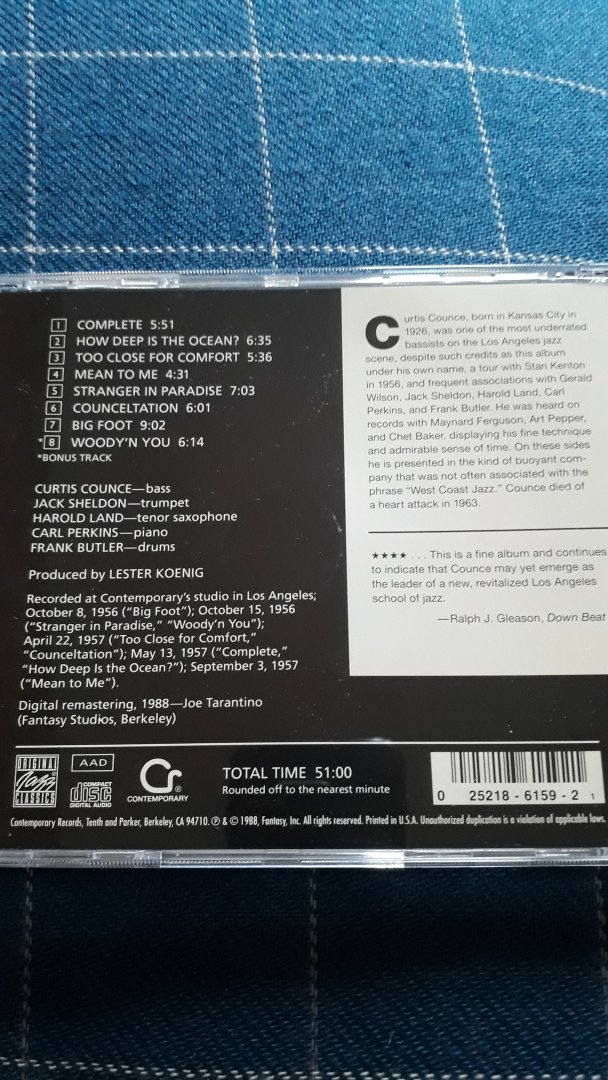 1 COMPLETE 5:51
2 HOW DEEP IS THE OCEAN? 6:35
3 TOO CLOSE FOR COMFORT 5:36
4 MEAN TO ME 4:31
5 STRANGER IN PARADISE 7:03
6 COUNCELTATION 6:01
7 BIG FOOT 9:02
*8 WOODY'N YOU 6:14
*BONUS TRACK
CURTIS COUNCE—bass
JACK SHELDON—trumpet
HAROLD LAND—tenor saxophone
CARL PERKINS—piano
FRANK BUTLER—drums
Produced by LESTER KOENIG
Recorded at Contemporary's studio in Los Angeles;
October 8, 1956 ("Big Foot"); October 15, 1956
("Stranger in Paradise," "Woody'n You");
April 22, 1957 ("Too Close for Comfort,"
"Counceltation"); May 13, 1957 ("Complete,"
"How Deep Is the Ocean?"); September 3, 1957
("Mean to Me").
Digital remastering, 1988—Joe Tarantino
(Fantasy Studios, Berkeley)
Curtis Counce, born in Kansas City in
1926, was one of the most underrated
bassists on the Los Angeles jazz
scene, despite such credits as this album
under his own name, a tour with Stan Kenton
in 1956, and frequent associations with Gerald
Wilson, Jack Sheldon, Harold Land, Carl
Perkins, and Frank Butler. He was heard on
records with Maynard Ferguson, Art Pepper,
and Chet Baker, displaying his fine technique
and admirable sense of time. On these sides
he is presented in the kind of buoyant com-
pany that was not often associated with the
phrase "West Coast Jazz." Counce died of
a heart attack in 1963.
★★★★ . . . This is a fine album and continues
to indicate that Counce may yet emerge as
the leader of a new, revitalized Los Angeles
school of jazz.
—Ralph J. Gleason, Down Beat
ORIGINAL
JAZZ
CLASSICS
AAD
COMPACT
disc
DIGITAL AUDIO
Cr®
CONTEMPORARY
TOTAL TIME 51:00
Rounded off to the nearest minute
0 25218-6159-2 1
Contemporary Records, Tenth and Parker, Berkeley, CA 94710. ℗ & © 1988, Fantasy, Inc. All rights reserved. Printed in U.S.A. Unauthorized duplication is a violation of applicable laws.